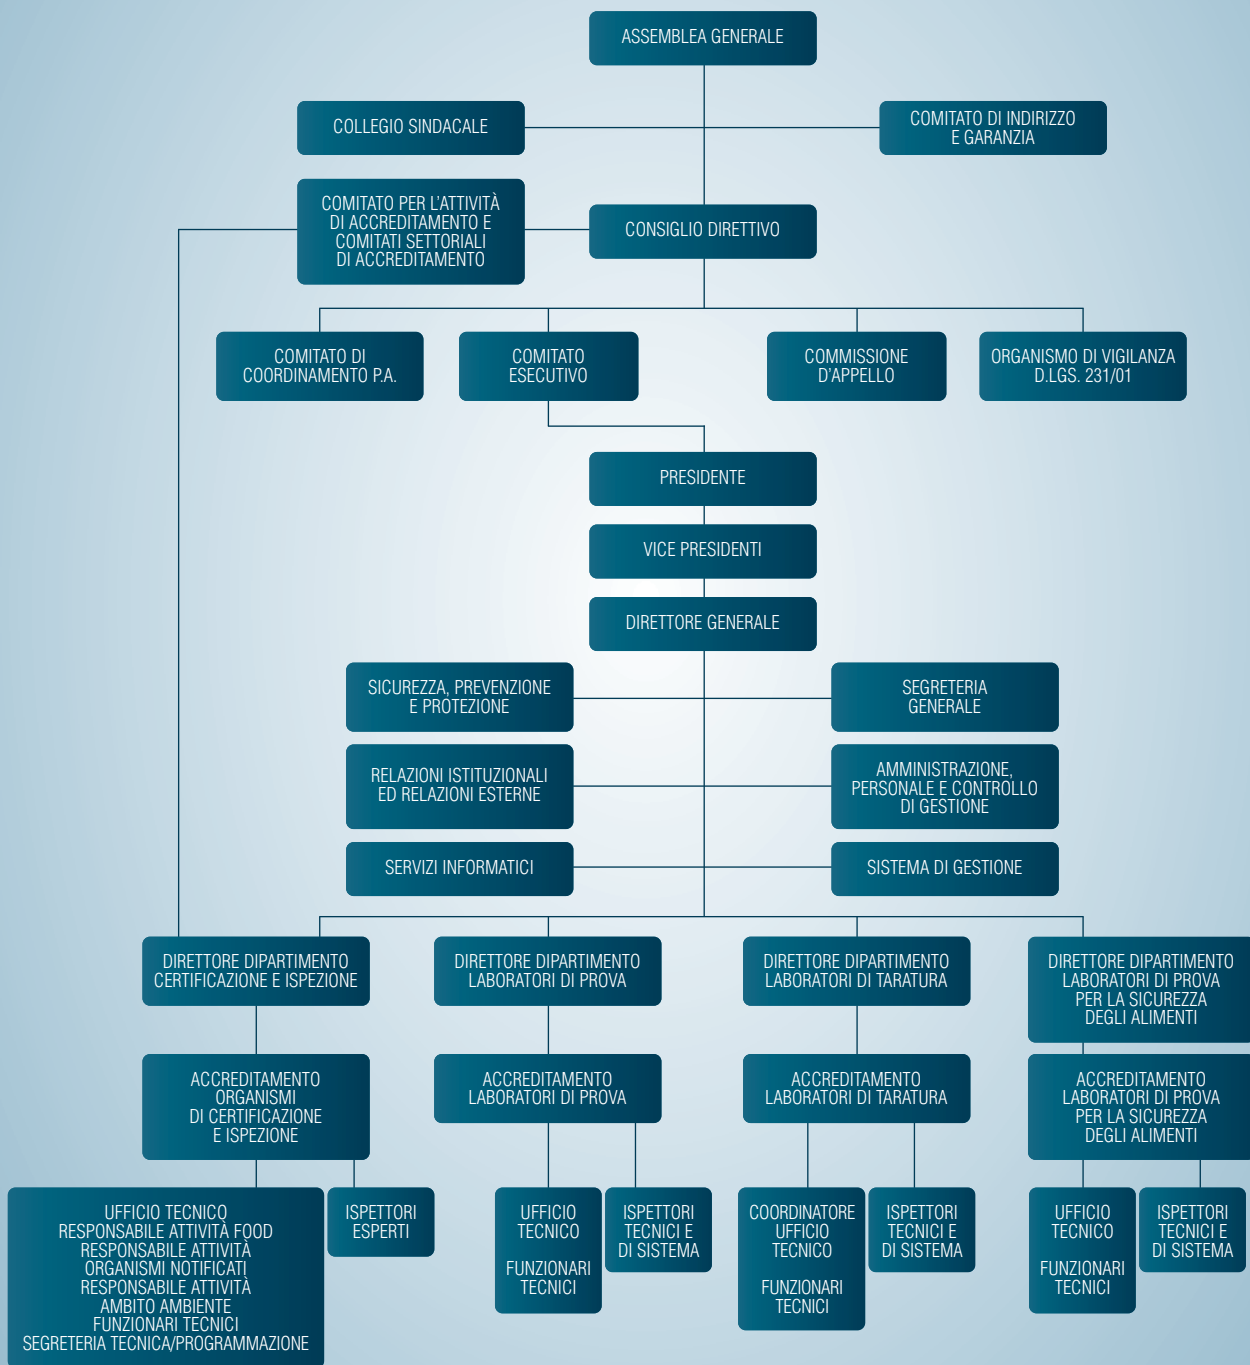 ASSEMBLEA GENERALE
COLLEGIO SINDACALE
COMITATO DI INDIRIZZO
E GARANZIA
COMITATO PER L'ATTIVITÀ
DI ACCREDITAMENTO E
COMITATI SETTORIALI
DI ACCREDITAMENTO
CONSIGLIO DIRETTIVO
COMITATO DI
COORDINAMENTO P.A.
COMITATO
ESECUTIVO
COMMISSIONE
D'APPELLO
ORGANISMO DI VIGILANZA
D.LGS. 231/01
PRESIDENTE
VICE PRESIDENTI
DIRETTORE GENERALE
SICUREZZA, PREVENZIONE
E PROTEZIONE
SEGRETERIA
GENERALE
RELAZIONI ISTITUZIONALI
ED RELAZIONI ESTERNE
AMMINISTRAZIONE,
PERSONALE E CONTROLLO
DI GESTIONE
SERVIZI INFORMATICI
SISTEMA DI GESTIONE
DIRETTORE DIPARTIMENTO
CERTIFICAZIONE E ISPEZIONE
DIRETTORE DIPARTIMENTO
LABORATORI DI PROVA
DIRETTORE DIPARTIMENTO
LABORATORI DI TARATURA
DIRETTORE DIPARTIMENTO
LABORATORI DI PROVA
PER LA SICUREZZA
DEGLI ALIMENTI
ACCREDITAMENTO
ORGANISMI
DI CERTIFICAZIONE
E ISPEZIONE
ACCREDITAMENTO
LABORATORI DI PROVA
ACCREDITAMENTO
LABORATORI DI TARATURA
ACCREDITAMENTO
LABORATORI DI PROVA
PER LA SICUREZZA
DEGLI ALIMENTI
UFFICIO TECNICO
RESPONSABILE ATTIVITÀ FOOD
RESPONSABILE ATTIVITÀ
ORGANISMI NOTIFICATI
RESPONSABILE ATTIVITÀ
AMBITO AMBIENTE
FUNZIONARI TECNICI
SEGRETERIA TECNICA/PROGRAMMAZIONE
ISPETTORI
ESPERTI
UFFICIO
TECNICO
FUNZIONARI
TECNICI
ISPETTORI
TECNICI E
DI SISTEMA
COORDINATORE
UFFICIO
TECNICO
FUNZIONARI
TECNICI
ISPETTORI
TECNICI E
DI SISTEMA
UFFICIO
TECNICO
FUNZIONARI
TECNICI
ISPETTORI
TECNICI E
DI SISTEMA